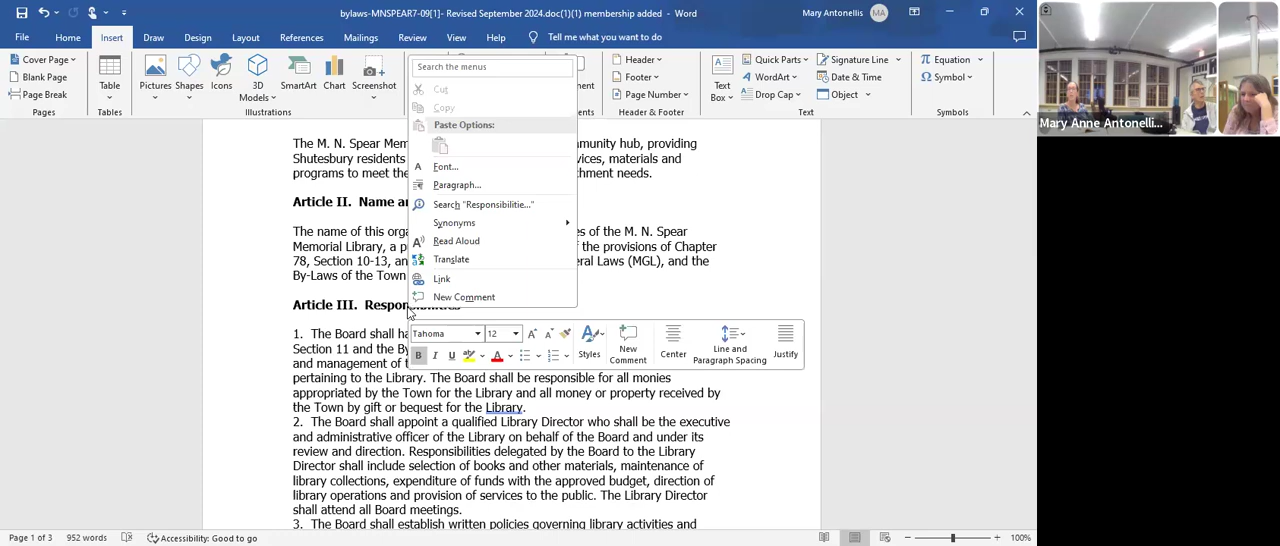 bylaws-MNSPEAR7-09[1]- Revised September 2024.doc(1)(1) membership added - Word
Mary Antonellis
MA
File Home Insert Draw Design Layout References Mailings Review View Help Tell me what you want to do
Cover Page
Blank Page
Page Break
Pages
Table
Tables
Pictures
Shapes
Icons
3D
Models
SmartArt
Chart
Screenshot
Illustrations
Header
Footer
Page Number
Header & Footer
Text
Box
Quick Parts
WordArt
Drop Cap
Signature Line
Date & Time
Object
Text
Equation
Symbol
Symbols
Search the menus
Cut
Copy
Paste Options:
Font...
Paragraph...
Search "Responsibilitie..."
Synonyms
Read Aloud
Translate
Link
New Comment
Tahoma
12
B I U
A
Styles
New
Comment
Center
Line and
Paragraph Spacing
Justify
The M. N. Spear Mem
Shutesbury residents
programs to meet the
munity hub, providing
vices, materials and
chment needs.
Article II. Name a
The name of this orga
Memorial Library, a p
78, Section 10-13, an
By-Laws of the Town
es of the M. N. Spear
of the provisions of Chapter
eral Laws (MGL), and the
Article III. Responsibilities
1. The Board shall ha
Section 11 and the By
and management of t
pertaining to the Library. The Board shall be responsible for all monies
appropriated by the Town for the Library and all money or property received by
the Town by gift or bequest for the Library.
2. The Board shall appoint a qualified Library Director who shall be the executive
and administrative officer of the Library on behalf of the Board and under its
review and direction. Responsibilities delegated by the Board to the Library
Director shall include selection of books and other materials, maintenance of
library collections, expenditure of funds with the approved budget, direction of
library operations and provision of services to the public. The Library Director
shall attend all Board meetings.
3. The Board shall establish written policies governing library activities and
Page 1 of 3
952 words
Accessibility: Good to go
100%
Mary Anne Antonelli...